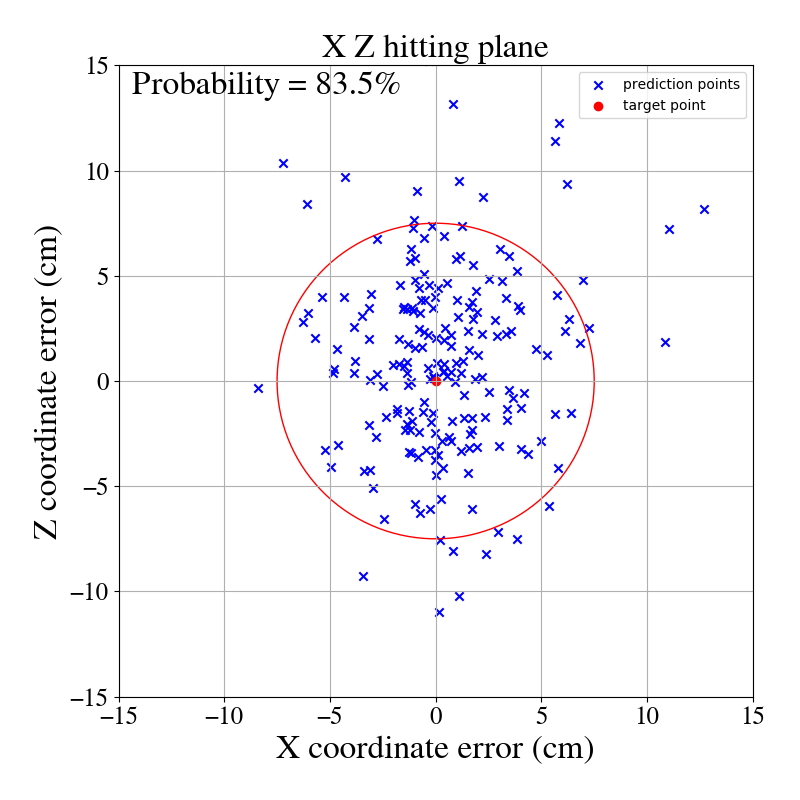 X Z hitting plane
Probability = 83.5%
prediction points
target point
15
10
5
0
−5
−10
−15
Z coordinate error (cm)
−15 −10 −5 0 5 10 15
X coordinate error (cm)